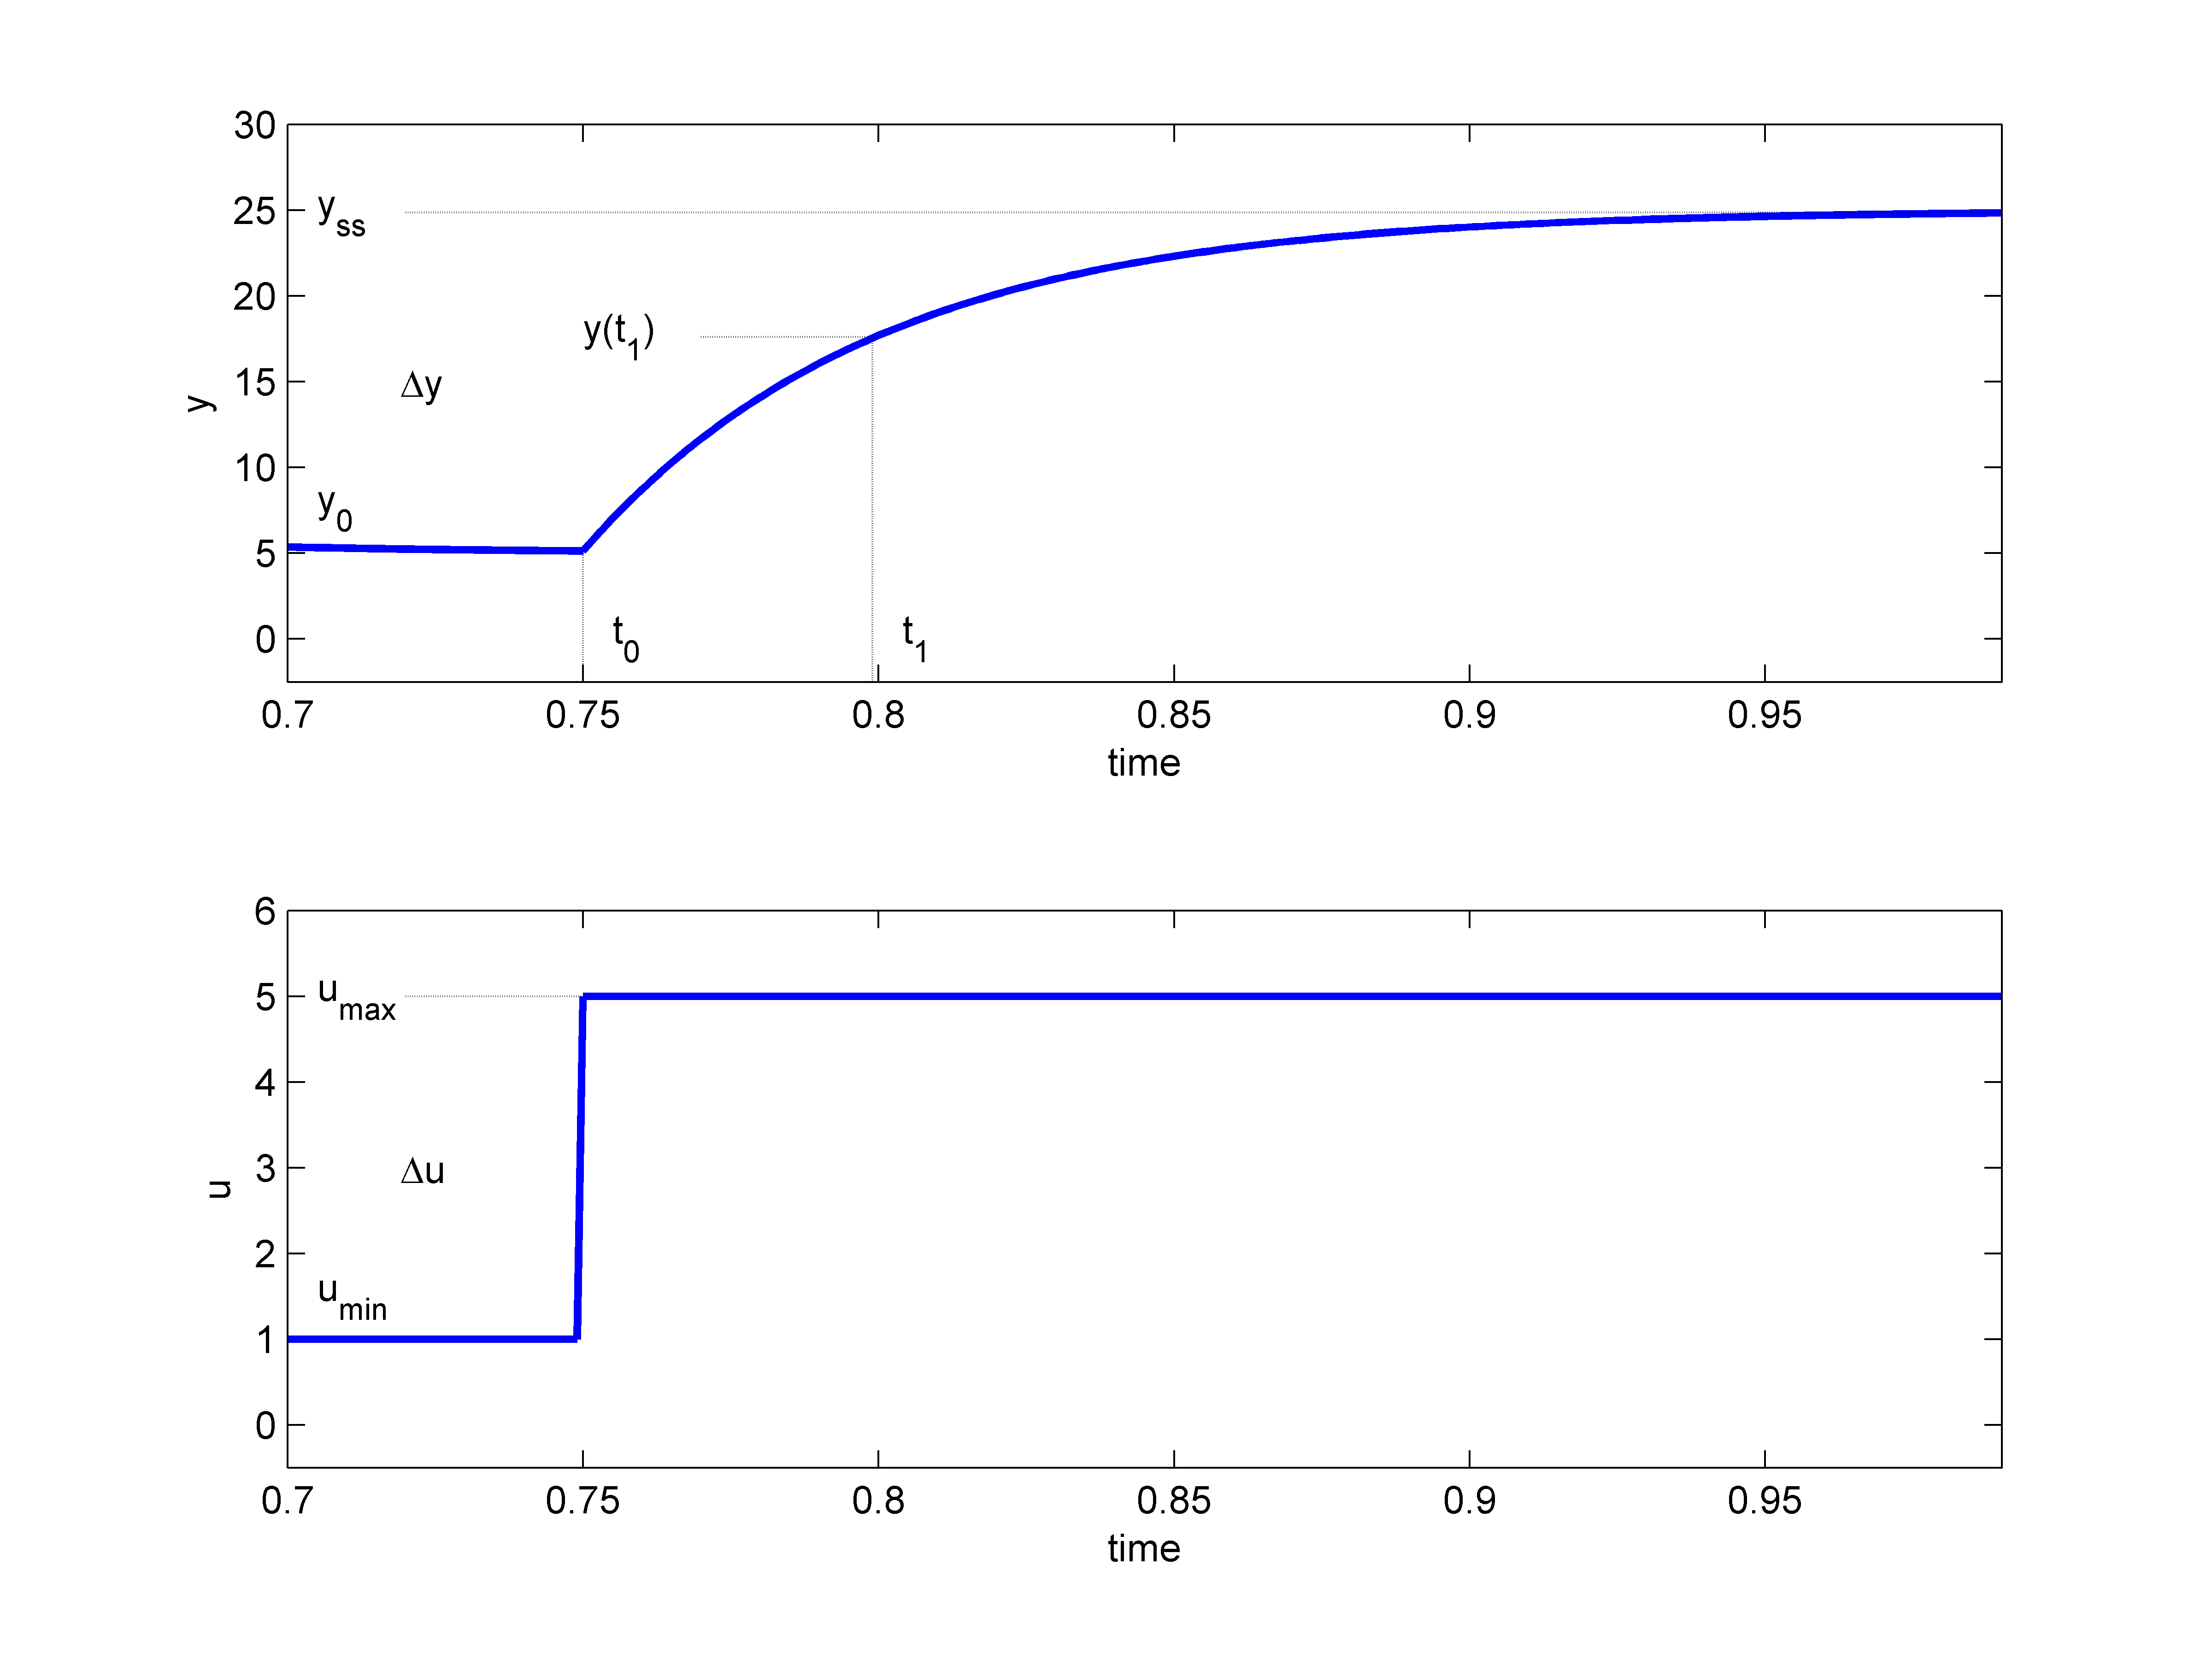 30
25
20
15
10
5
0
y
y_ss
y(t_1)
Δy
y_0
t_0
t_1
0.7 0.75 0.8 0.85 0.9 0.95
time
6
5
4
3
2
1
0
u
u_max
Δu
u_min
0.7 0.75 0.8 0.85 0.9 0.95
time